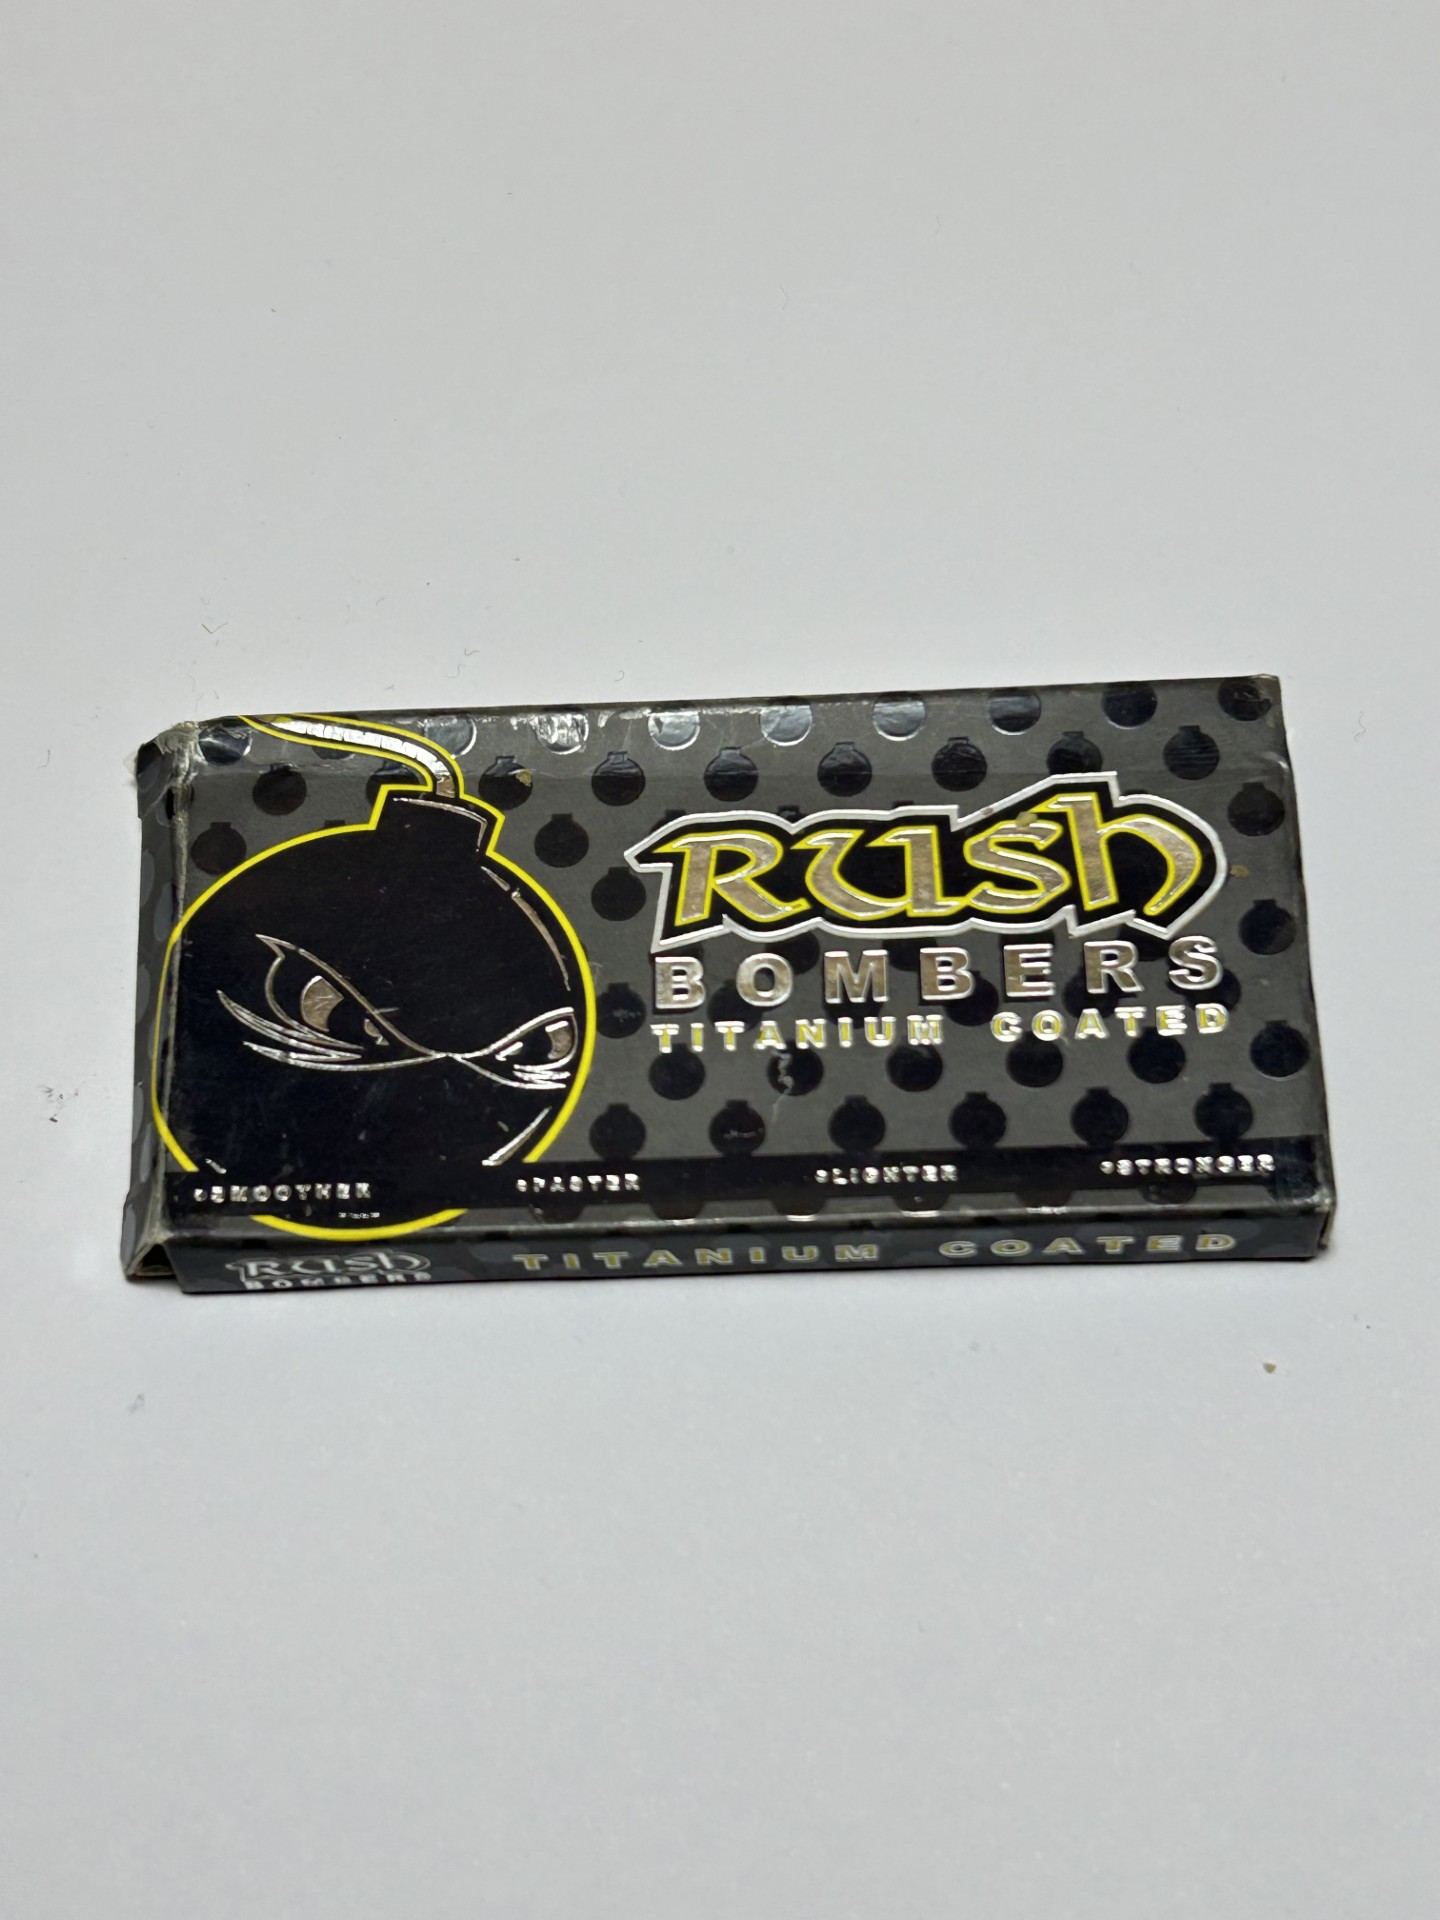 Rush
BOMBERS
TITANIUM COATED
•SMOOTHER •FASTER •LIGHTER •STRONGER
Rush
BOMBERS
TITANIUM COATED